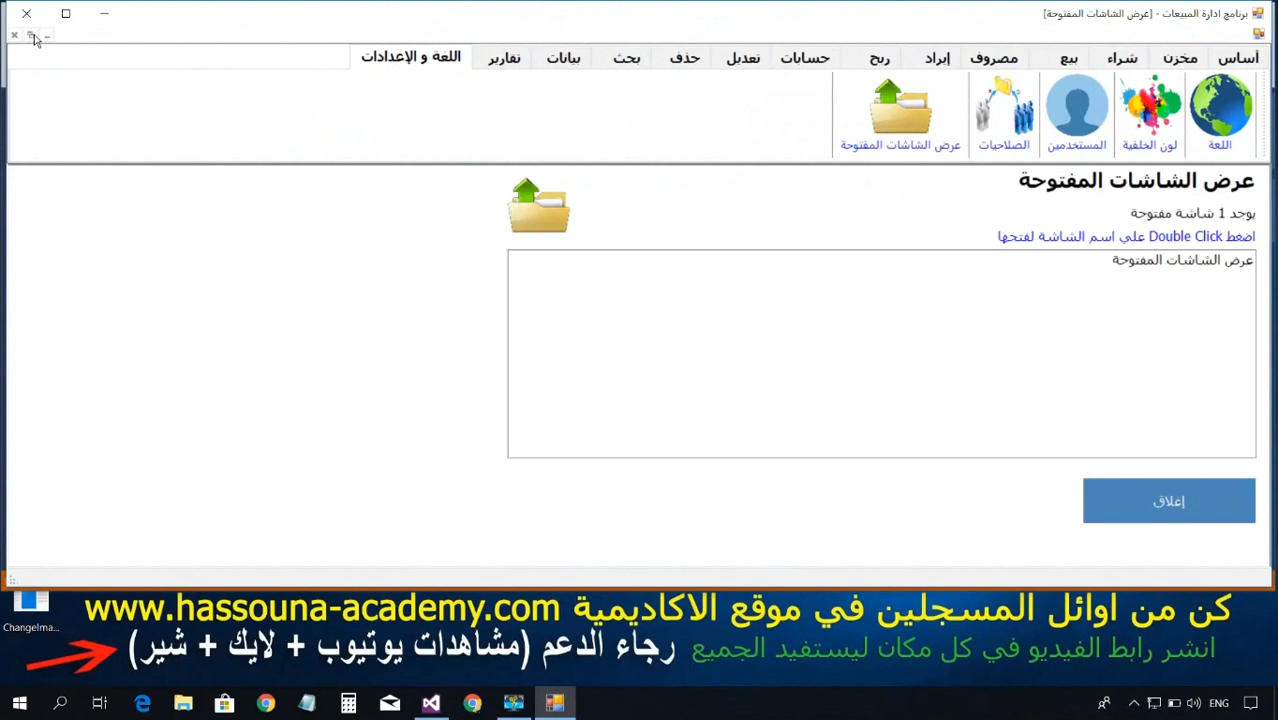 برنامج ادارة المبيعات - [عرض الشاشات المفتوحة]
أساس
مخزن
شراء
بيع
مصروف
إيراد
ربح
حسابات
تعديل
حذف
بحث
بيانات
تقارير
اللغة و الإعدادات
اللغة
لون الخلفية
المستخدمين
الصلاحيات
عرض الشاشات المفتوحة
عرض الشاشات المفتوحة
يوجد 1 شاشة مفتوحة
اضغط Double Click علي اسم الشاشة لفتحها
عرض الشاشات المفتوحة
إغلاق
كن من اوائل المسجلين في موقع الاكاديمية www.hassouna-academy.com
ChangeIma...
انشر رابط الفيديو في كل مكان ليستفيد الجميع
رجاء الدعم (مشاهدات يوتيوب + لايك + شير)
ENG